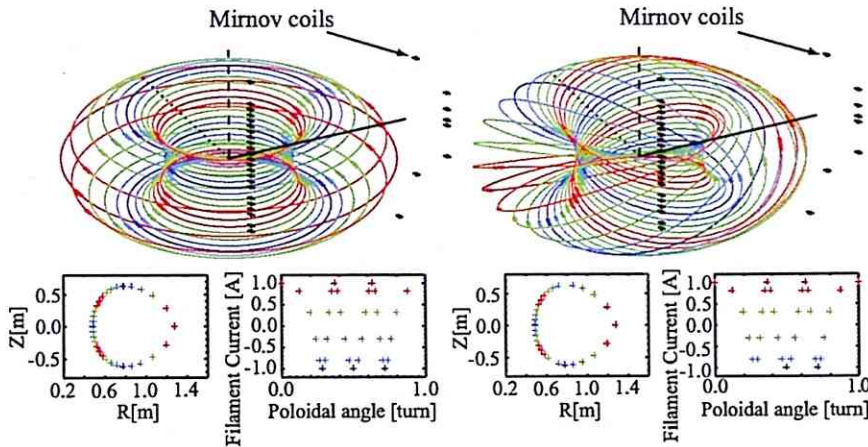 Mirnov coils
Mirnov coils
Z[m]
0.5
0.0
-0.5
0.2 0.6 1.0 1.4
R[m]
Filament Current [A]
1.0
0.5
0.0
-0.5
-1.0
0.0 1.0
Poloidal angle [turn]
Z[m]
0.5
0.0
-0.5
0.2 0.6 1.0 1.4
R[m]
Filament Current [A]
1.0
0.5
0.0
-0.5
-1.0
0.0 1.0
Poloidal angle [turn]